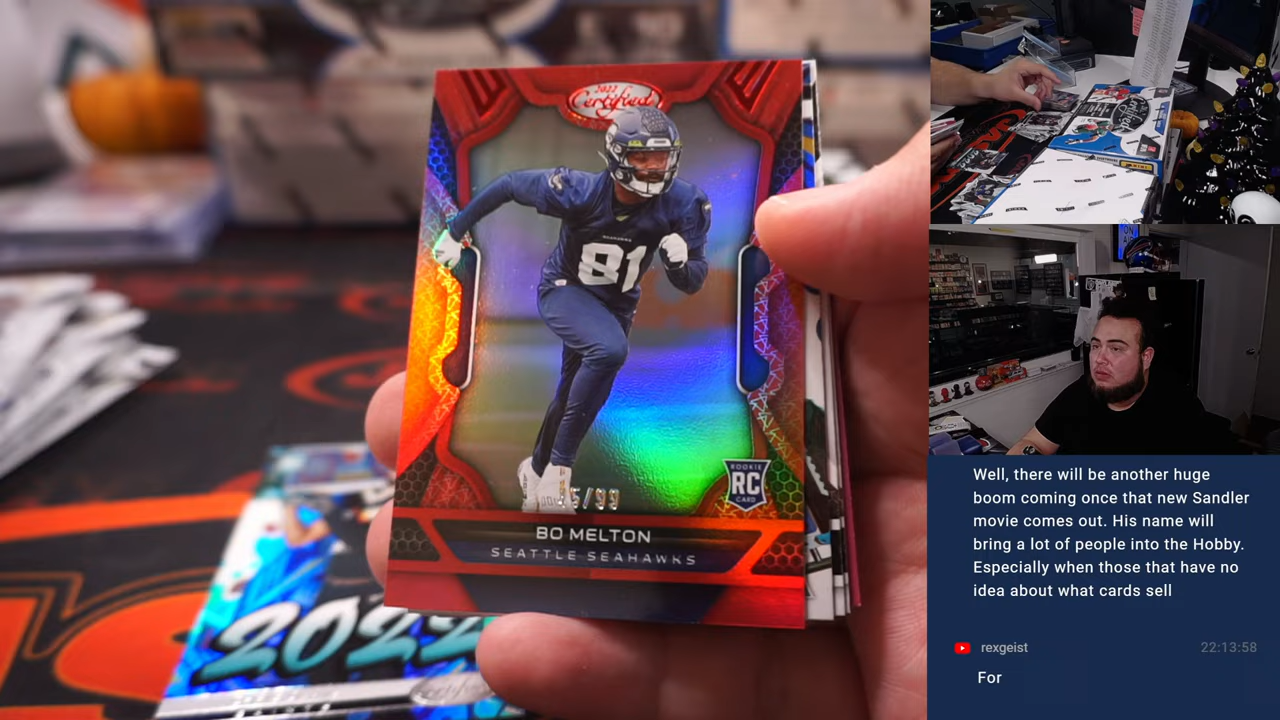 2022
Certified
81
ROOKIE
RC
CARD
BO MELTON
SEATTLE SEAHAWKS
2022
Well, there will be another huge
boom coming once that new Sandler
movie comes out. His name will
bring a lot of people into the Hobby.
Especially when those that have no
idea about what cards sell
rexgeist
22:13:58
For